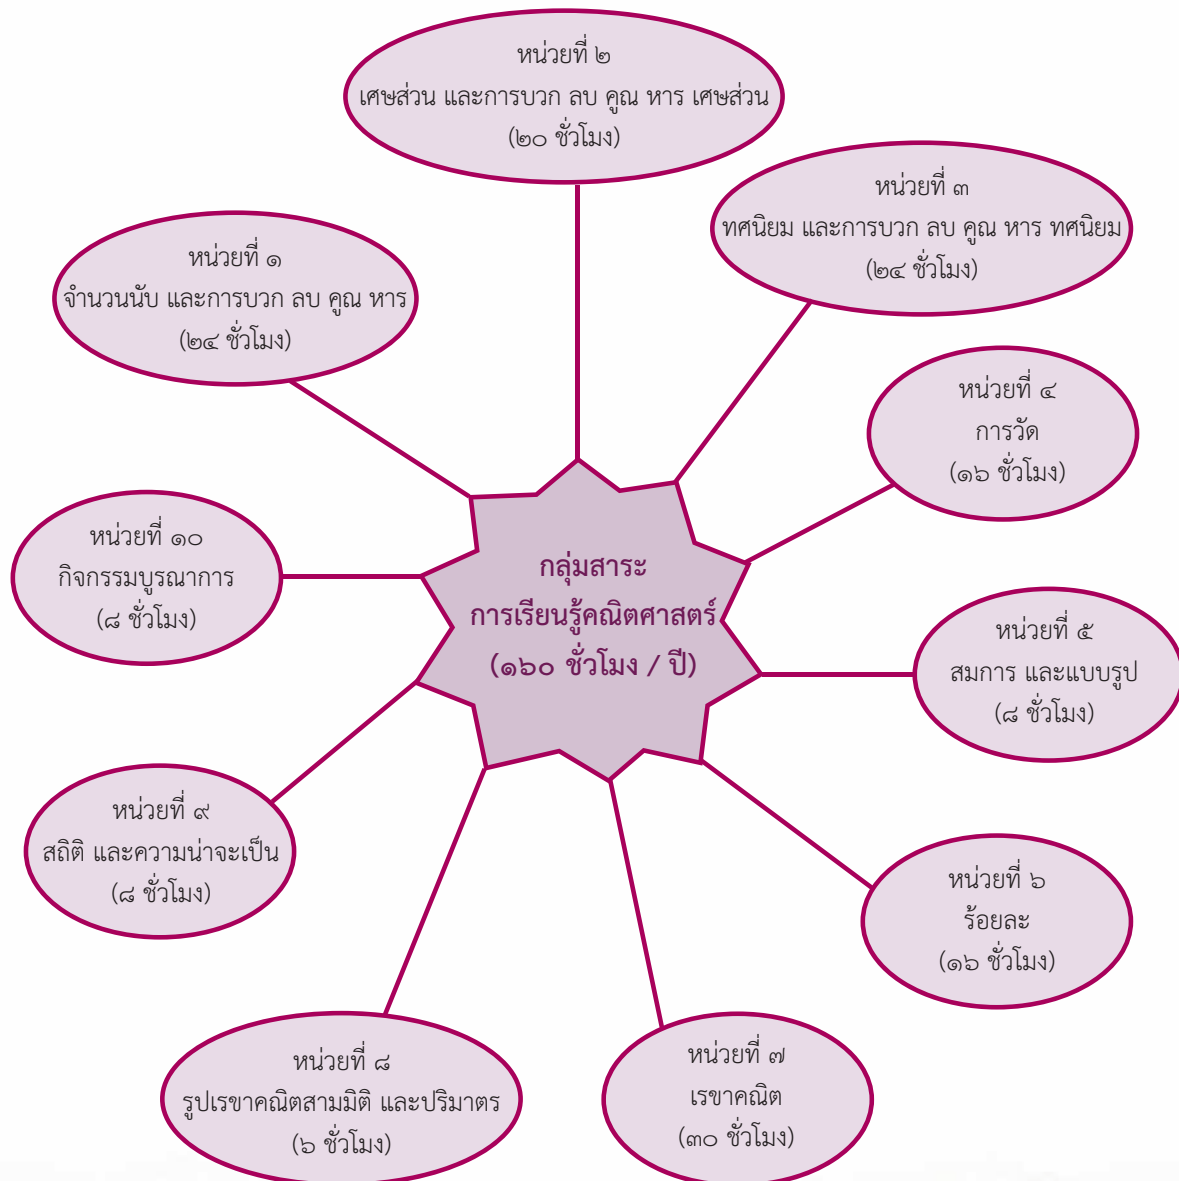 หน่วยที่ ๒
เศษส่วน และการบวก ลบ คูณ หาร เศษส่วน
(๒๐ ชั่วโมง)
หน่วยที่ ๓
ทศนิยม และการบวก ลบ คูณ หาร ทศนิยม
(๒๔ ชั่วโมง)
หน่วยที่ ๑
จำนวนนับ และการบวก ลบ คูณ หาร
(๒๔ ชั่วโมง)
หน่วยที่ ๔
การวัด
(๑๖ ชั่วโมง)
หน่วยที่ ๑๐
กิจกรรมบูรณาการ
(๘ ชั่วโมง)
กลุ่มสาระ
การเรียนรู้คณิตศาสตร์
(๑๖๐ ชั่วโมง / ปี)
หน่วยที่ ๕
สมการ และแบบรูป
(๘ ชั่วโมง)
หน่วยที่ ๙
สถิติ และความน่าจะเป็น
(๘ ชั่วโมง)
หน่วยที่ ๖
ร้อยละ
(๑๖ ชั่วโมง)
หน่วยที่ ๘
รูปเรขาคณิตสามมิติ และปริมาตร
(๖ ชั่วโมง)
หน่วยที่ ๗
เรขาคณิต
(๓๐ ชั่วโมง)